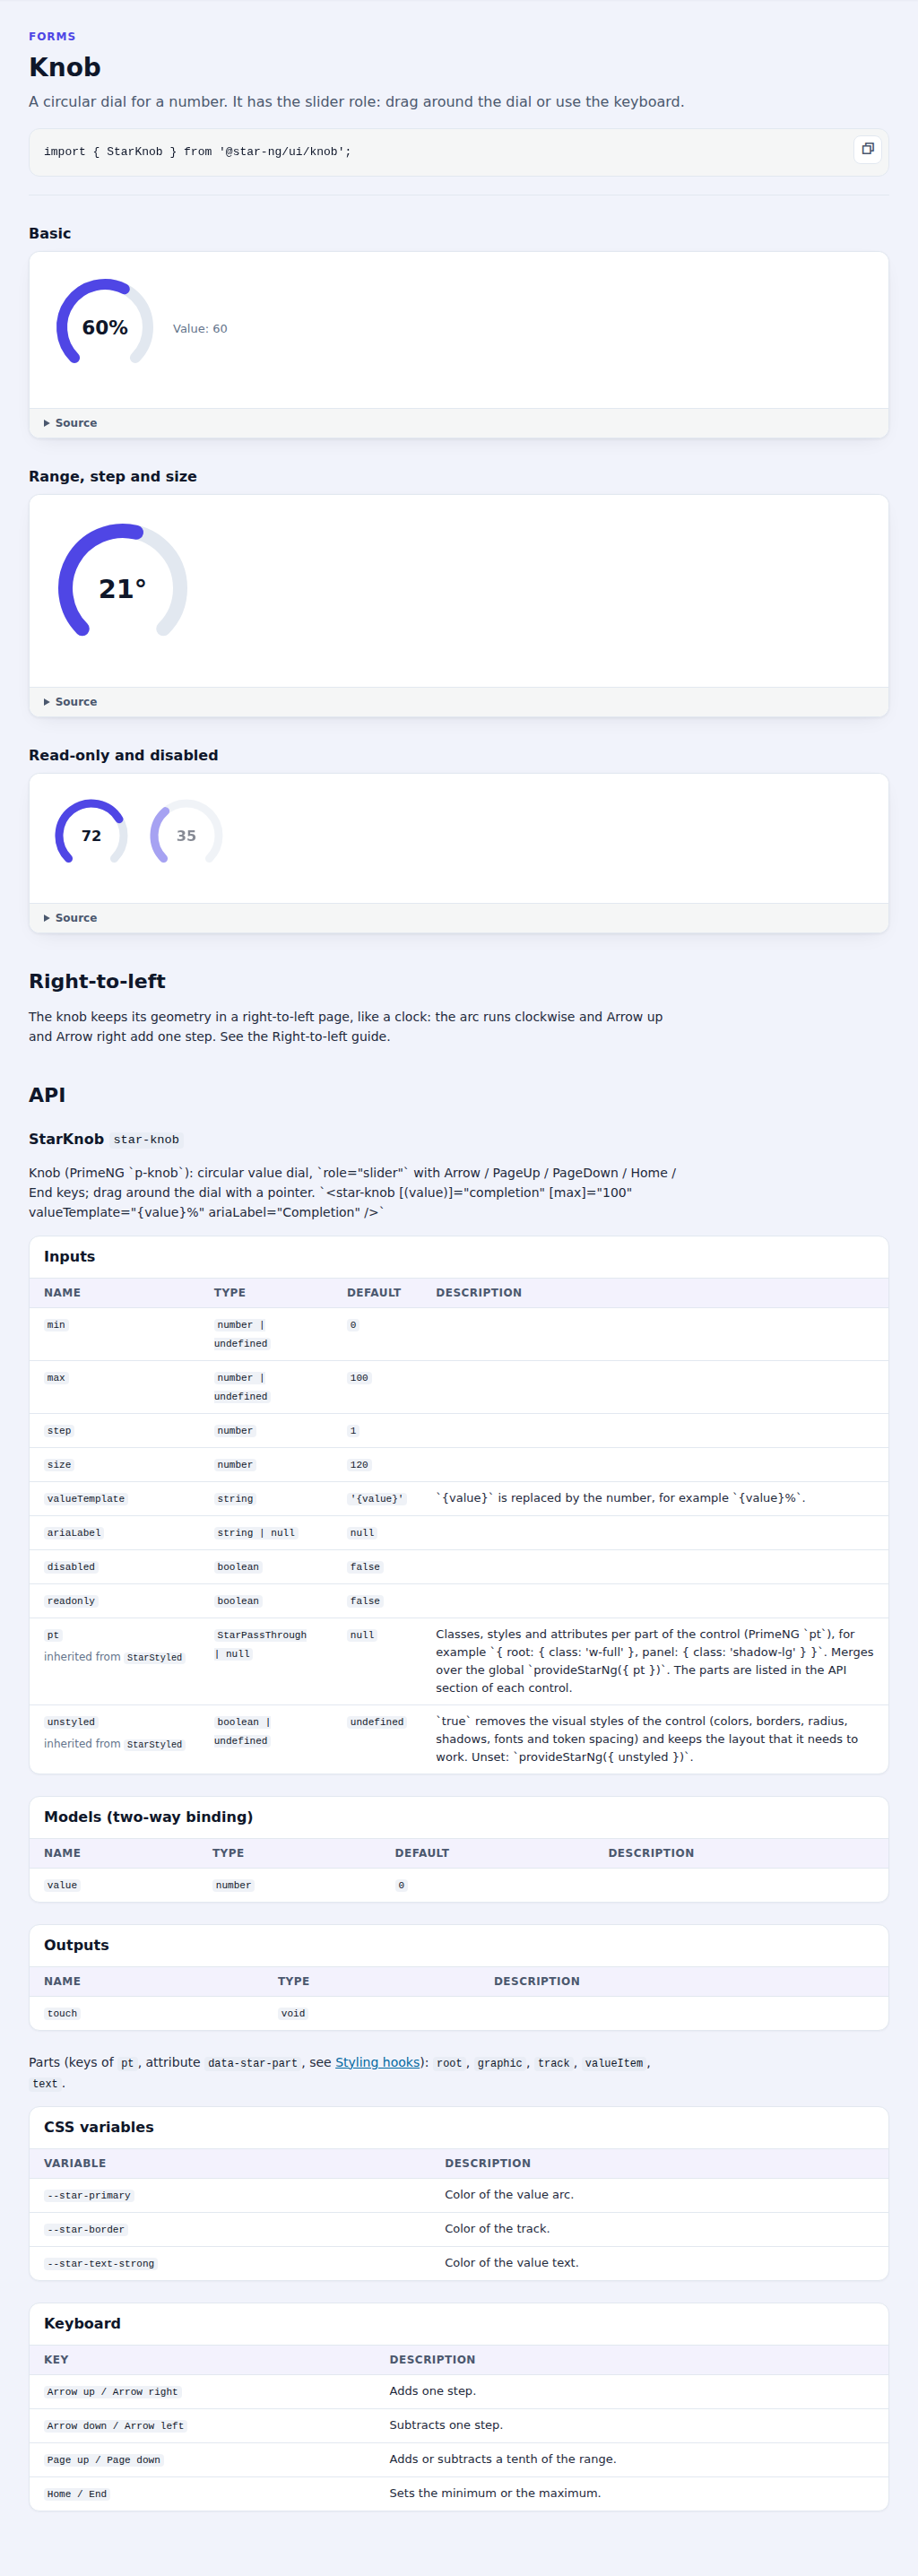 FORMS
Knob
A circular dial for a number. It has the slider role: drag around the dial or use the keyboard.
import { StarKnob } from '@star-ng/ui/knob';
Basic
60%
Value: 60
Source
Range, step and size
21°
Source
Read-only and disabled
72 35
Source
Right-to-left
The knob keeps its geometry in a right-to-left page, like a clock: the arc runs clockwise and Arrow up
and Arrow right add one step. See the Right-to-left guide.
API
StarKnob star-knob
Knob (PrimeNG `p-knob`): circular value dial, `role="slider"` with Arrow / PageUp / PageDown / Home /
End keys; drag around the dial with a pointer. `<star-knob [(value)]="completion" [max]="100"
valueTemplate="{value}%" ariaLabel="Completion" />`
Inputs
NAME TYPE DEFAULT DESCRIPTION
min number | 0
undefined
max number | 100
undefined
step number 1
size number 120
valueTemplate string '{value}' `{value}` is replaced by the number, for example `{value}%`.
ariaLabel string | null null
disabled boolean false
readonly boolean false
pt StarPassThrough null Classes, styles and attributes per part of the control (PrimeNG `pt`), for
inherited from StarStyled | null example `{ root: { class: 'w-full' }, panel: { class: 'shadow-lg' } }`. Merges
over the global `provideStarNg({ pt })`. The parts are listed in the API
section of each control.
unstyled boolean | undefined `true` removes the visual styles of the control (colors, borders, radius,
inherited from StarStyled undefined shadows, fonts and token spacing) and keeps the layout that it needs to
work. Unset: `provideStarNg({ unstyled })`.
Models (two-way binding)
NAME TYPE DEFAULT DESCRIPTION
value number 0
Outputs
NAME TYPE DESCRIPTION
touch void
Parts (keys of pt, attribute data-star-part, see Styling hooks): root, graphic, track, valueItem,
text.
CSS variables
VARIABLE DESCRIPTION
--star-primary Color of the value arc.
--star-border Color of the track.
--star-text-strong Color of the value text.
Keyboard
KEY DESCRIPTION
Arrow up / Arrow right Adds one step.
Arrow down / Arrow left Subtracts one step.
Page up / Page down Adds or subtracts a tenth of the range.
Home / End Sets the minimum or the maximum.